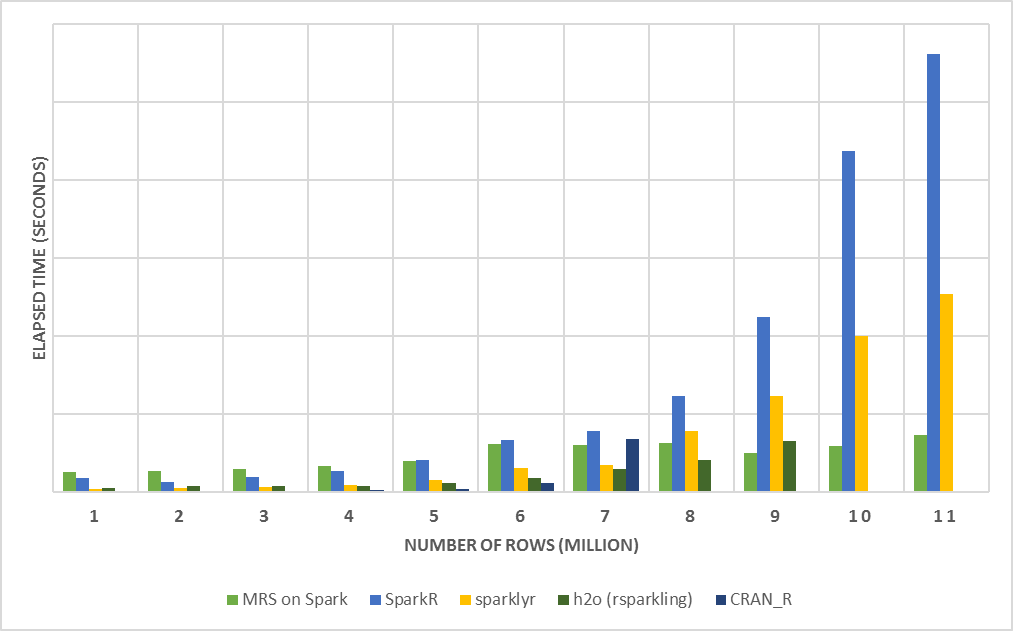 ELAPSED TIME (SECONDS)
1 2 3 4 5 6 7 8 9 10 11
NUMBER OF ROWS (MILLION)
MRS on Spark SparkR sparklyr h2o (rsparkling) CRAN_R